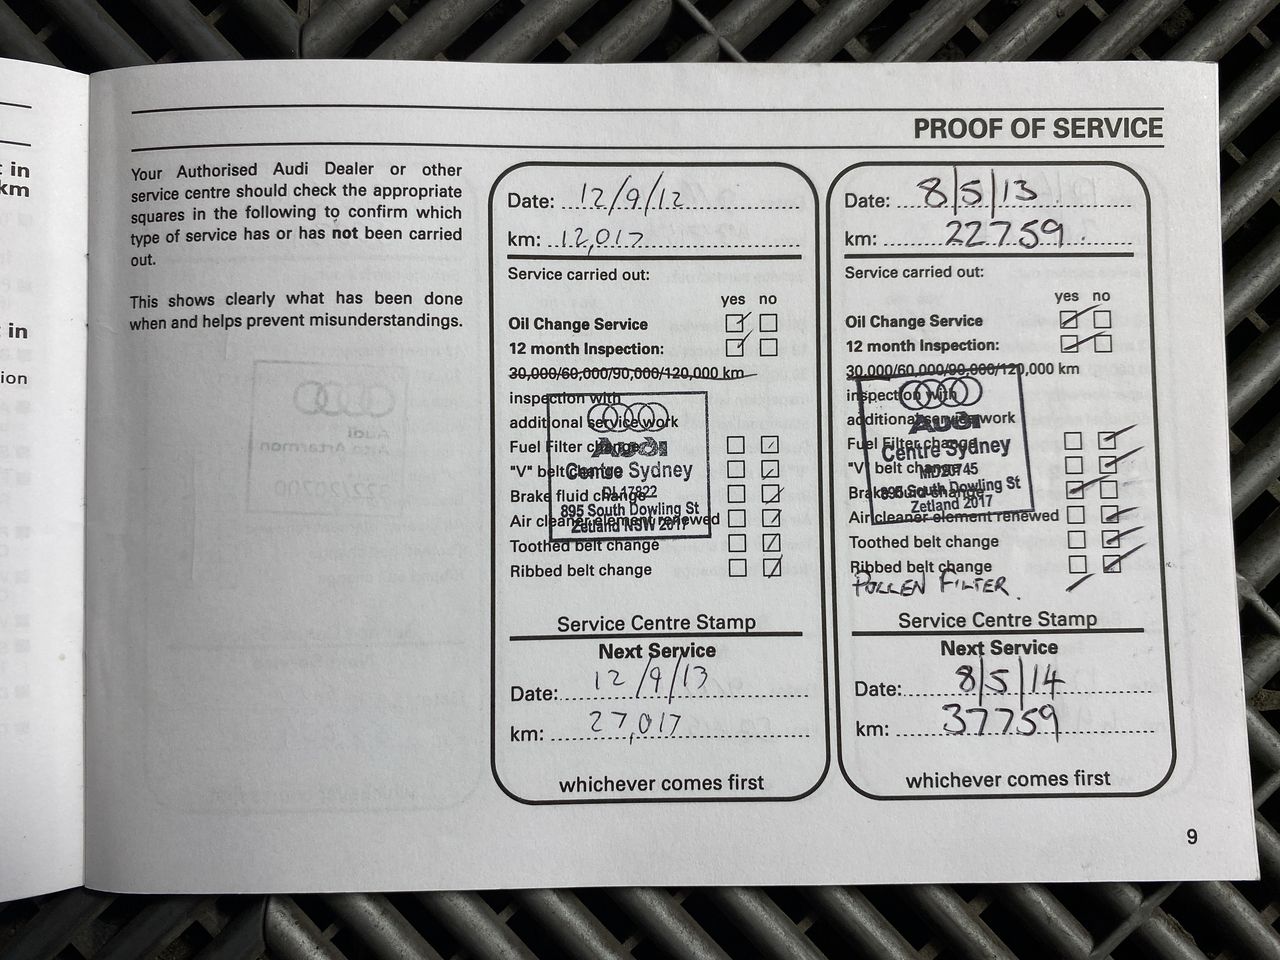 t in
km
t in
ion
PROOF OF SERVICE
Your Authorised Audi Dealer or other
service centre should check the appropriate
squares in the following to confirm which
type of service has or has not been carried
out.
This shows clearly what has been done
when and helps prevent misunderstandings.
Date: 12/9/12
km: 12,017
Service carried out:
yes no
Oil Change Service
12 month Inspection:
30,000/60,000/90,000/120,000 km
inspection with
additional service work
Fuel Filter change
"V" belt change
Brake fluid change
Air cleaner element renewed
Toothed belt change
Ribbed belt change
Audi
Centre Sydney
DL17822
895 South Dowling St
Zetland NSW 2017
Service Centre Stamp
Next Service
Date: 12/9/13
km: 27,017
whichever comes first
Date: 8/5/13
km: 22759
Service carried out:
yes no
Oil Change Service
12 month Inspection:
30,000/60,000/90,000/120,000 km
inspection with
additional service work
Fuel Filter change
"V" belt change
Brake fluid change
Air cleaner element renewed
Toothed belt change
Ribbed belt change
POLLEN FILTER.
Audi
Centre Sydney
MD20745
895 South Dowling St
Zetland 2017
Service Centre Stamp
Next Service
Date: 8/5/14
km: 37759
whichever comes first
9